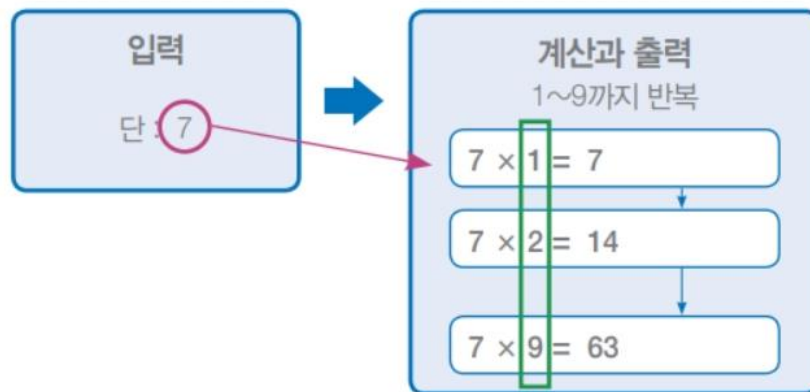 입력
단 : 7
계산과 출력
1~9까지 반복
7 × 1 = 7
7 × 2 = 14
7 × 9 = 63